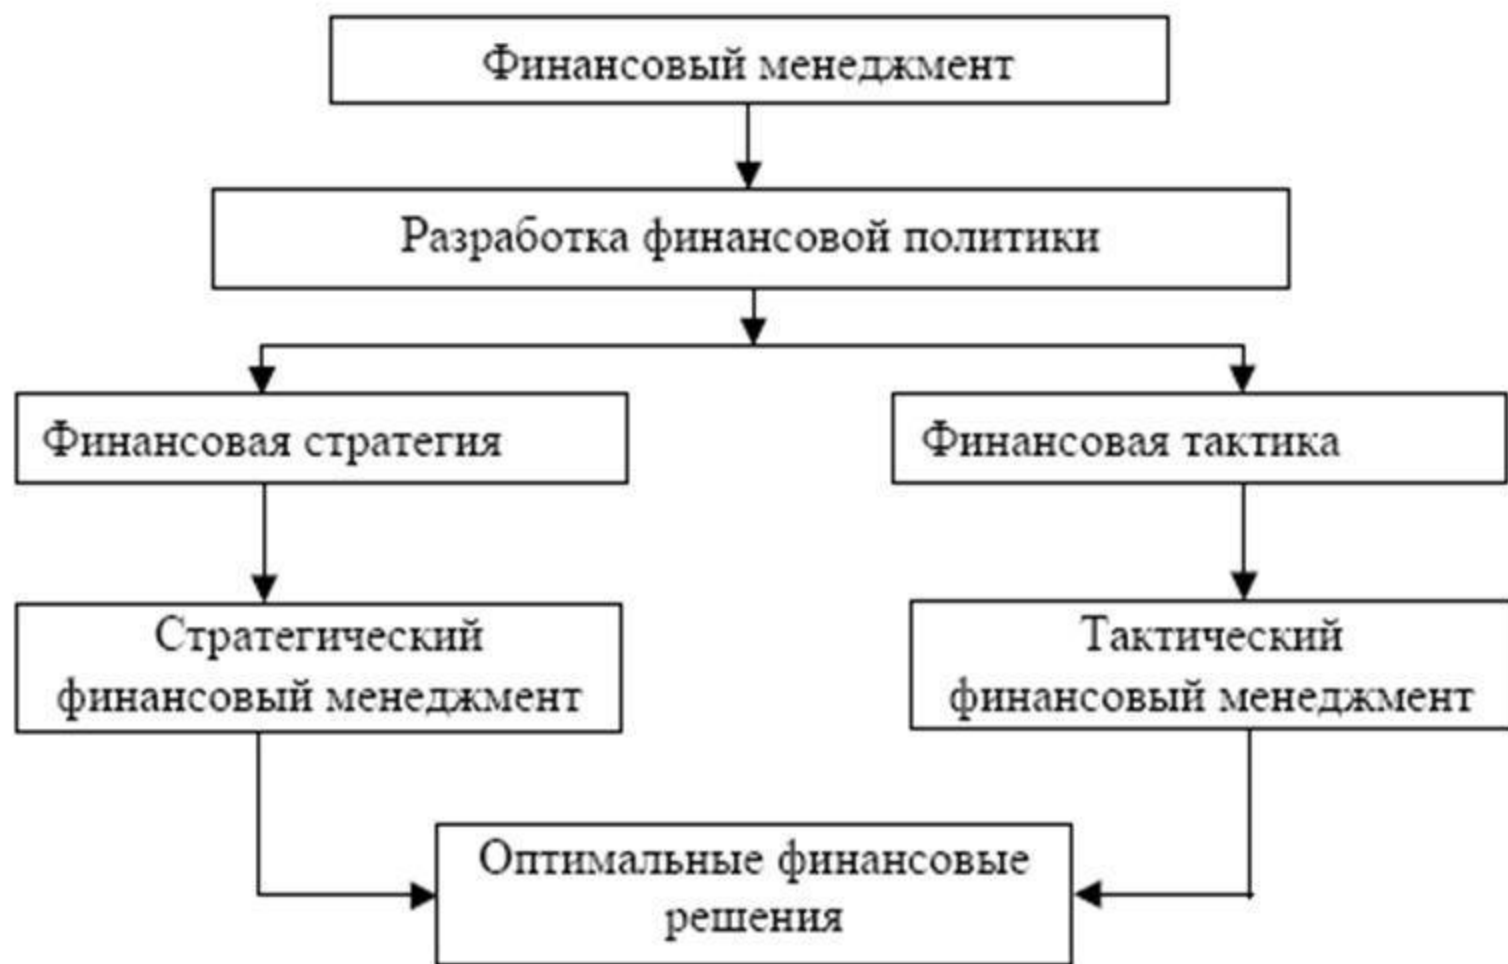 Финансовый менеджмент
Разработка финансовой политики
Финансовая стратегия
Финансовая тактика
Стратегический
финансовый менеджмент
Тактический
финансовый менеджмент
Оптимальные финансовые
решения